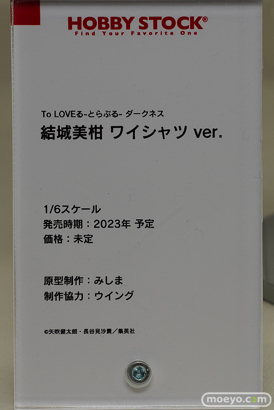 HOBBY STOCK®
Find Your Favorite One
To LOVEる-とらぶる- ダークネス
結城美柑 ワイシャツ ver.
1/6スケール
発売時期：2023年 予定
価格：未定
原型制作：みしま
制作協力：ウイング
©矢吹健太朗・長谷見沙貴／集英社
moeyo.com